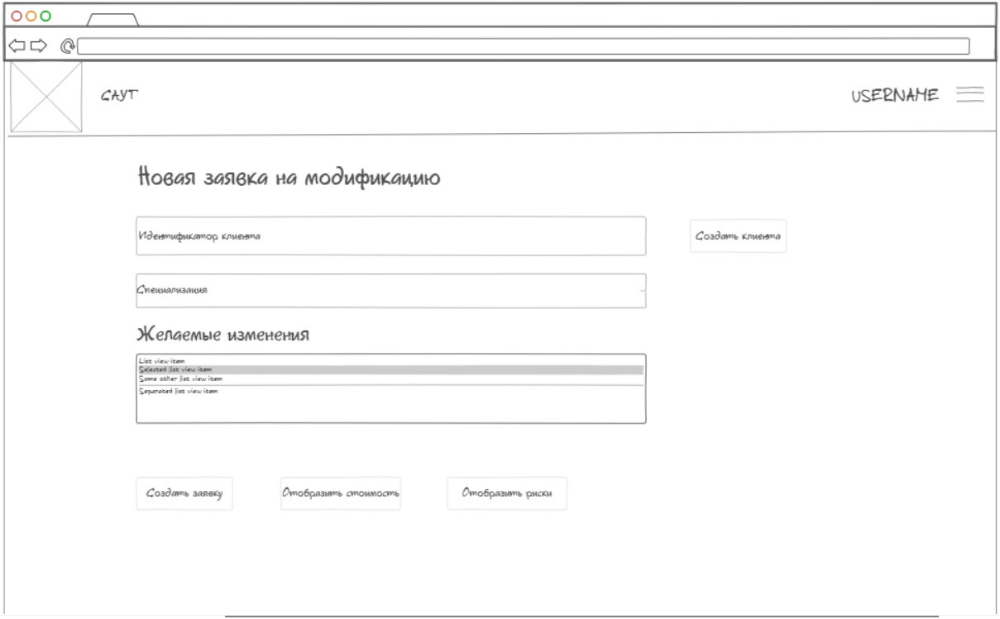 САУТ
USERNAME
Новая заявка на модификацию
Идентификатор клиента
Создать клиента
Специализация
Желаемые изменения
List view item
Selected list view item
Some other list view item
Separated list view item
Создать заявку
Отобразить стоимость
Отобразить риски